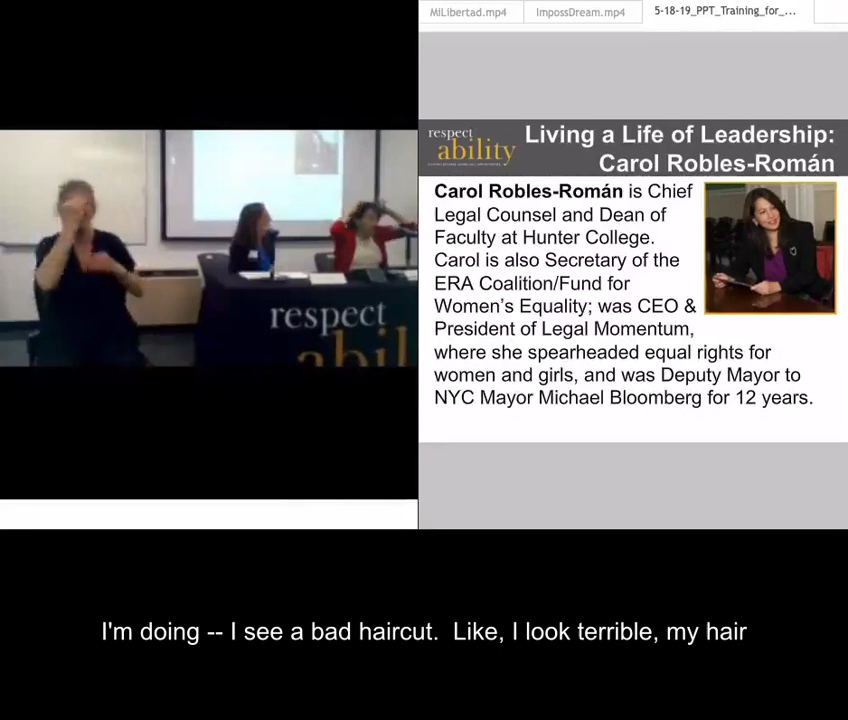 MiLibertad.mp4
ImpossDream.mp4
5-18-19_PPT_Training_for_...
respect
ability
Living a Life of Leadership:
Carol Robles-Román
Carol Robles-Román is Chief
Legal Counsel and Dean of
Faculty at Hunter College.
Carol is also Secretary of the
ERA Coalition/Fund for
Women's Equality; was CEO &
President of Legal Momentum,
where she spearheaded equal rights for
women and girls, and was Deputy Mayor to
NYC Mayor Michael Bloomberg for 12 years.
respect
abil
I'm doing -- I see a bad haircut.  Like, I look terrible, my hair